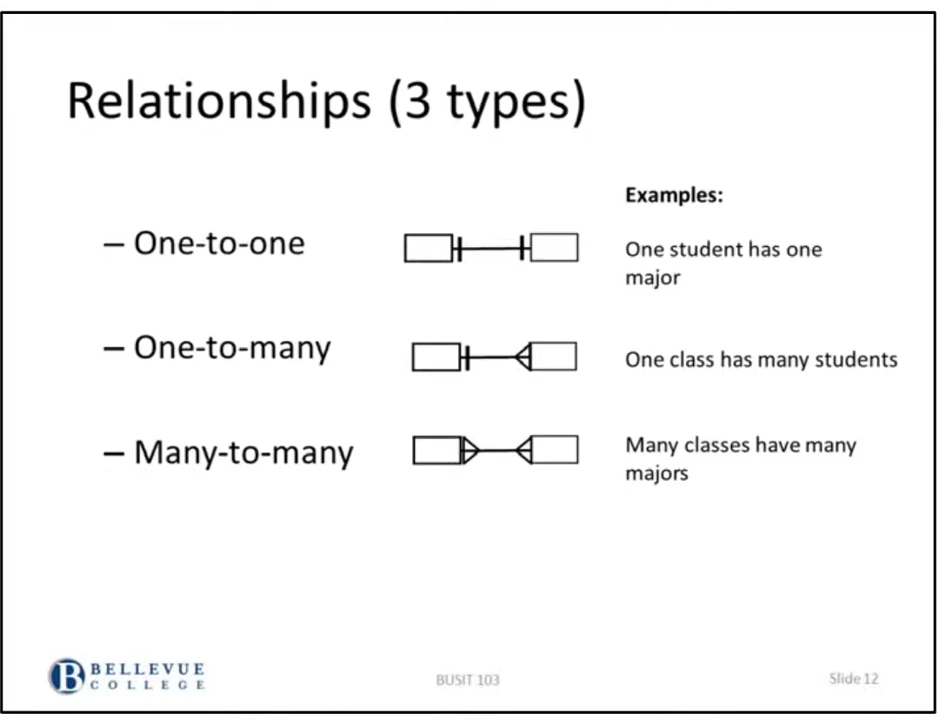 Relationships (3 types)
Examples:
– One-to-one
One student has one
major
– One-to-many
One class has many students
– Many-to-many
Many classes have many
majors
B BELLEVUE
COLLEGE
BUSIT 103
Slide 12